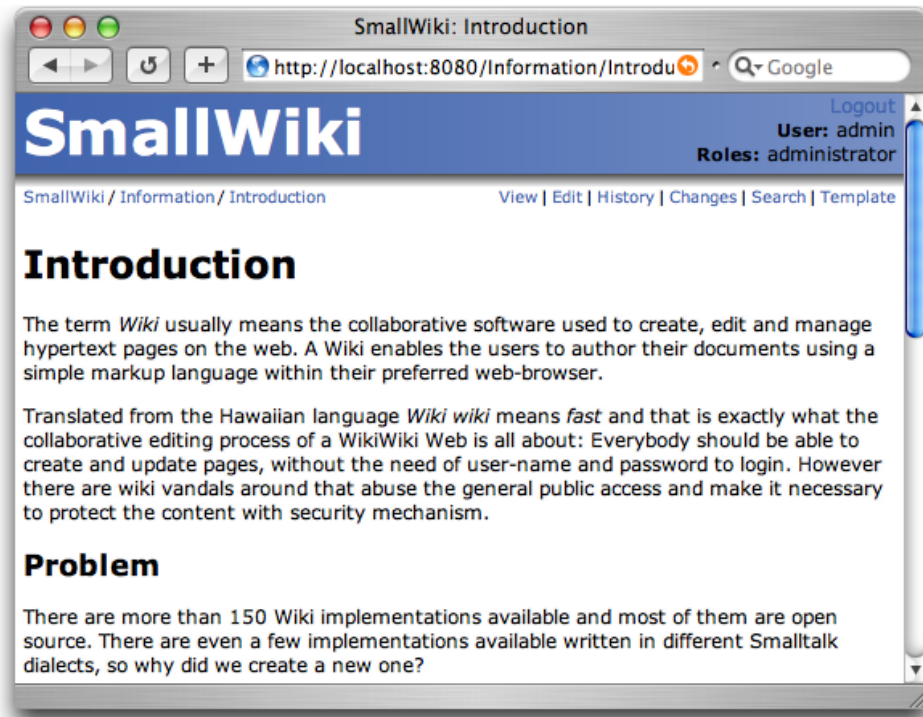 SmallWiki: Introduction
http://localhost:8080/Information/Introdu
Google
SmallWiki
Logout
User: admin
Roles: administrator
SmallWiki / Information / Introduction
View | Edit | History | Changes | Search | Template
Introduction
The term Wiki usually means the collaborative software used to create, edit and manage
hypertext pages on the web. A Wiki enables the users to author their documents using a
simple markup language within their preferred web-browser.
Translated from the Hawaiian language Wiki wiki means fast and that is exactly what the
collaborative editing process of a WikiWiki Web is all about: Everybody should be able to
create and update pages, without the need of user-name and password to login. However
there are wiki vandals around that abuse the general public access and make it necessary
to protect the content with security mechanism.
Problem
There are more than 150 Wiki implementations available and most of them are open
source. There are even a few implementations available written in different Smalltalk
dialects, so why did we create a new one?